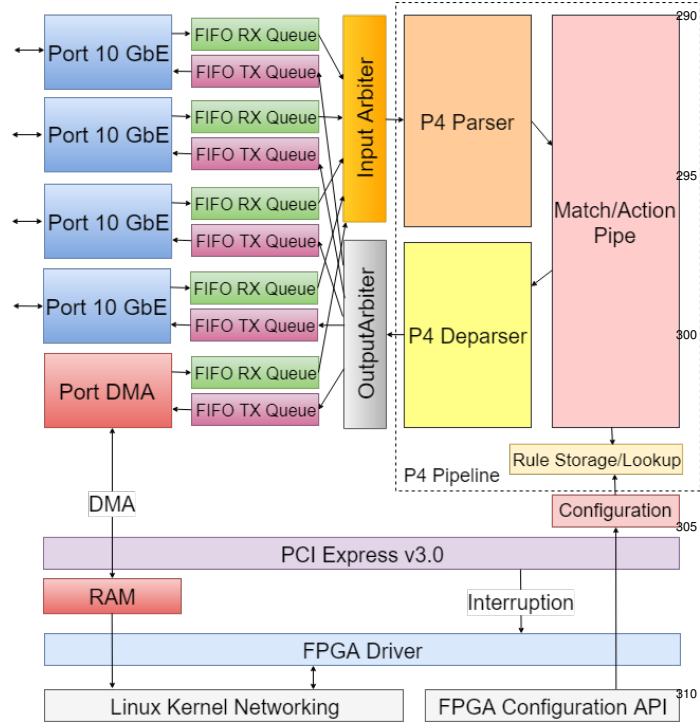 290
Port 10 GbE
FIFO RX Queue
FIFO TX Queue
Port 10 GbE
FIFO RX Queue
FIFO TX Queue
Port 10 GbE
FIFO RX Queue
FIFO TX Queue
Port 10 GbE
FIFO RX Queue
FIFO TX Queue
Port DMA
FIFO RX Queue
FIFO TX Queue
Input Arbiter
OutputArbiter
P4 Parser
P4 Deparser
295
Match/Action
Pipe
300
Rule Storage/Lookup
P4 Pipeline
Configuration
305
DMA
PCI Express v3.0
RAM
Interruption
FPGA Driver
Linux Kernel Networking
FPGA Configuration API
310